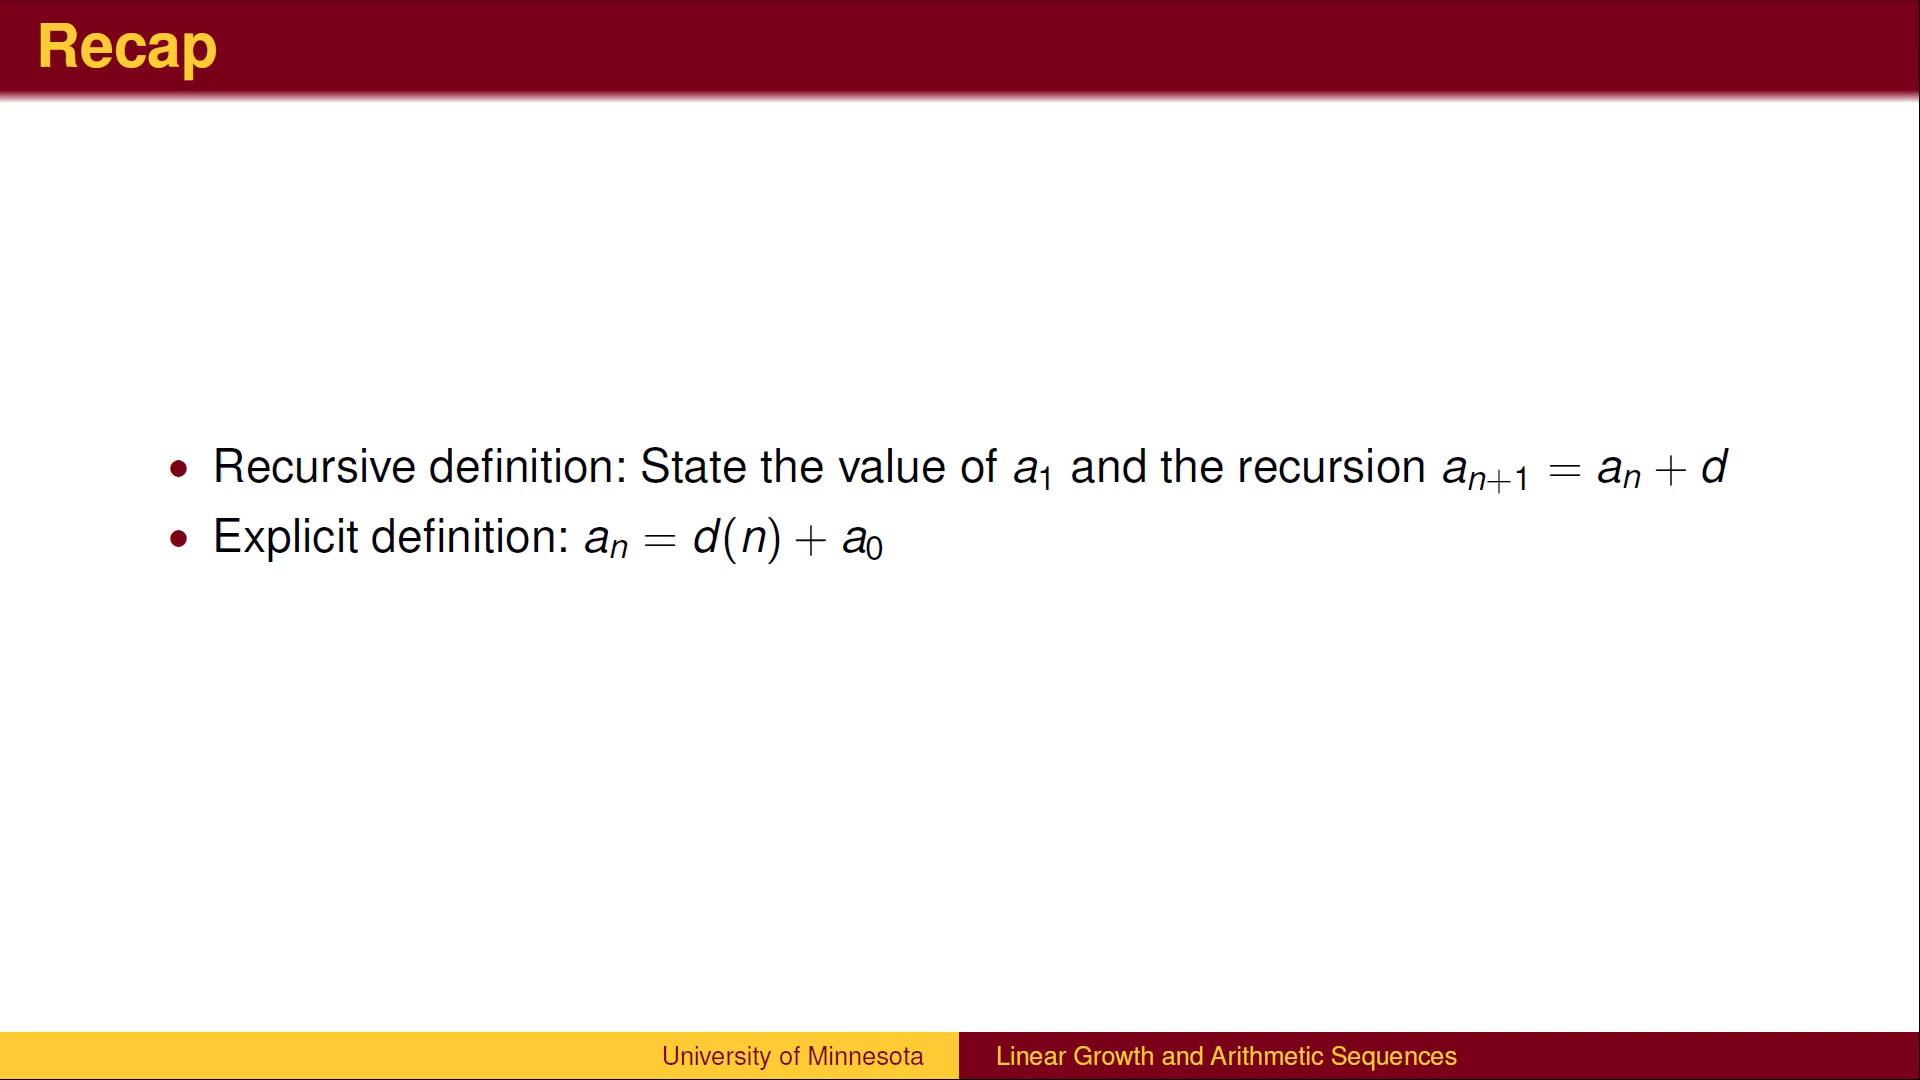 Recap
• Recursive definition: State the value of a₁ and the recursion aₙ₊₁ = aₙ + d
• Explicit definition: aₙ = d(n) + a₀
University of Minnesota
Linear Growth and Arithmetic Sequences